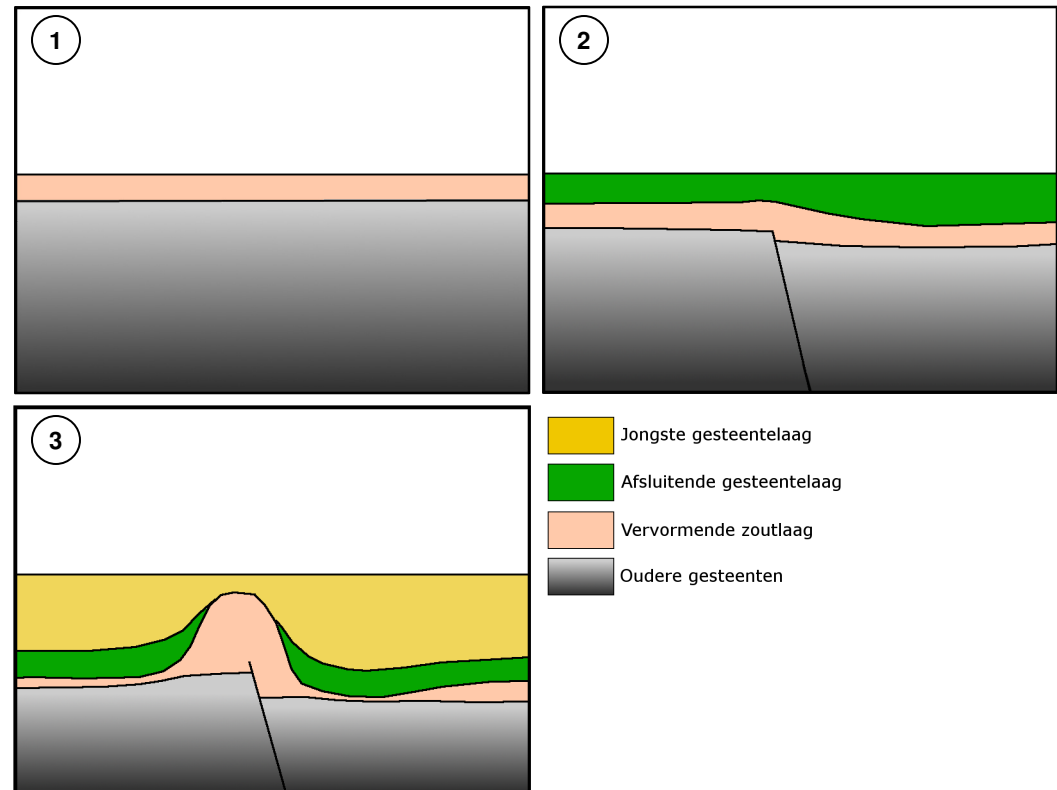 1
2
3
Jongste gesteentelaag
Afsluitende gesteentelaag
Vervormende zoutlaag
Oudere gesteenten